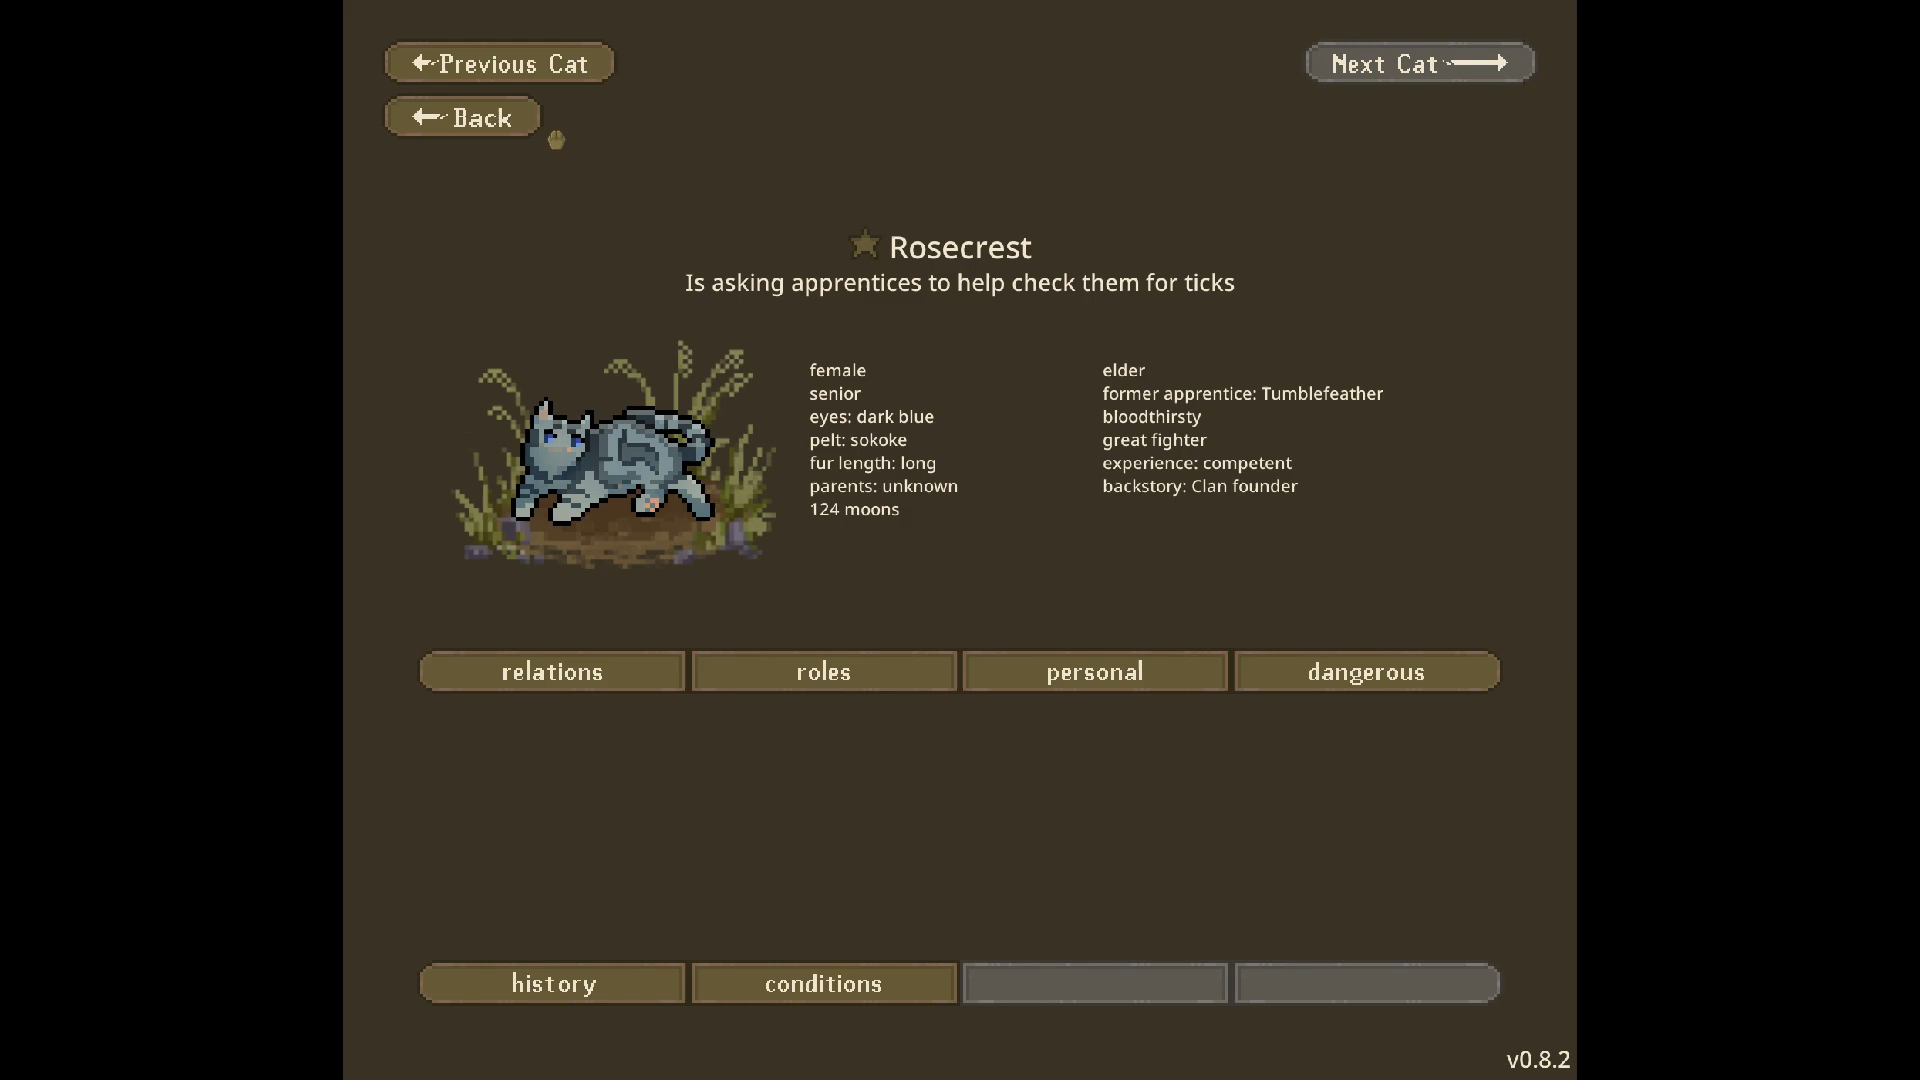 Previous Cat
Next Cat
Back
Rosecrest
Is asking apprentices to help check them for ticks
female
senior
eyes: dark blue
pelt: sokoke
fur length: long
parents: unknown
124 moons
elder
former apprentice: Tumblefeather
bloodthirsty
great fighter
experience: competent
backstory: Clan founder
relations
roles
personal
dangerous
history
conditions
v0.8.2